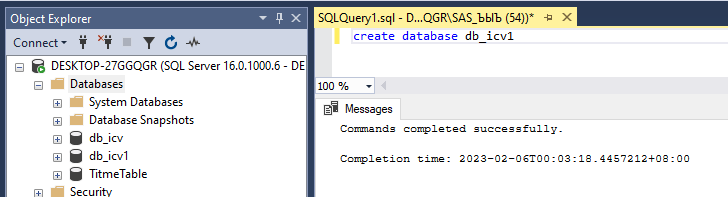 Object Explorer
Connect
DESKTOP-27GGQGR (SQL Server 16.0.1000.6 - DE
Databases
System Databases
Database Snapshots
db_icv
db_icv1
TitmeTable
Security
SQLQuery1.sql - D...QGR\SAS_ЪЫЬ (54))*
create database db_icv1
100 %
Messages
Commands completed successfully.
Completion time: 2023-02-06T00:03:18.4457212+08:00